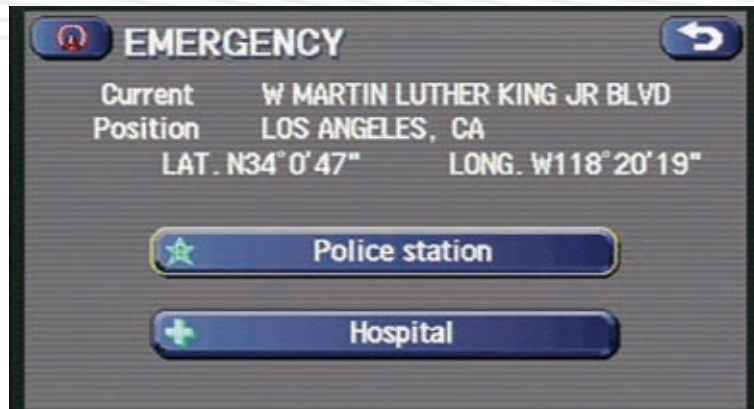 EMERGENCY
Current W MARTIN LUTHER KING JR BLVD
Position LOS ANGELES, CA
LAT. N34°0'47" LONG. W118°20'19"
Police station
Hospital